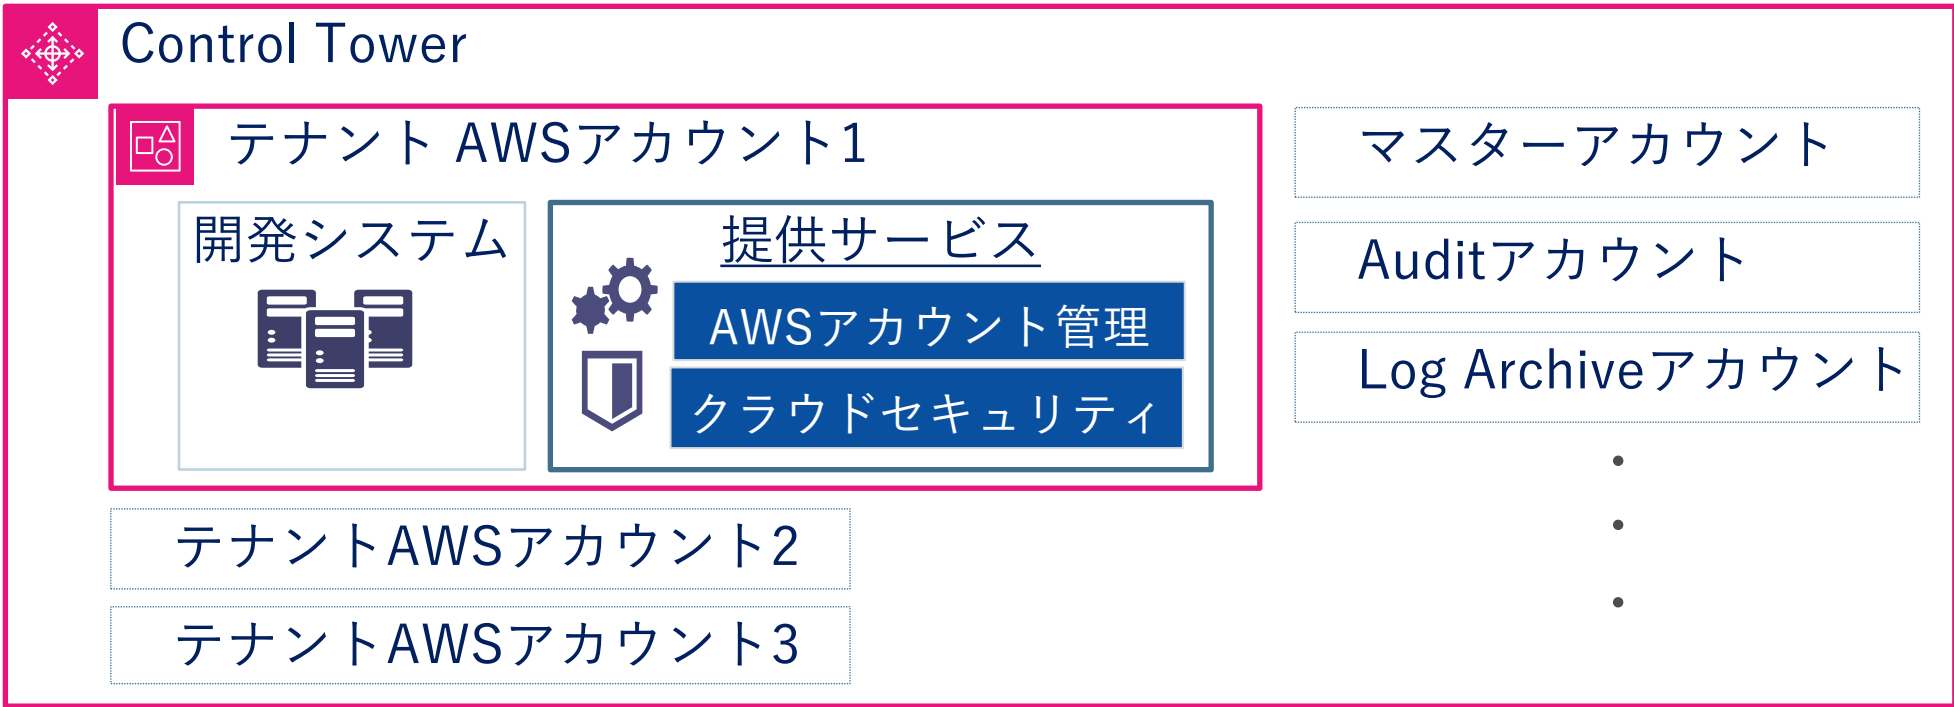 Control Tower
テナント AWSアカウント1
開発システム
提供サービス
AWSアカウント管理
クラウドセキュリティ
テナントAWSアカウント2
テナントAWSアカウント3
マスターアカウント
Auditアカウント
Log Archiveアカウント
・
・
・